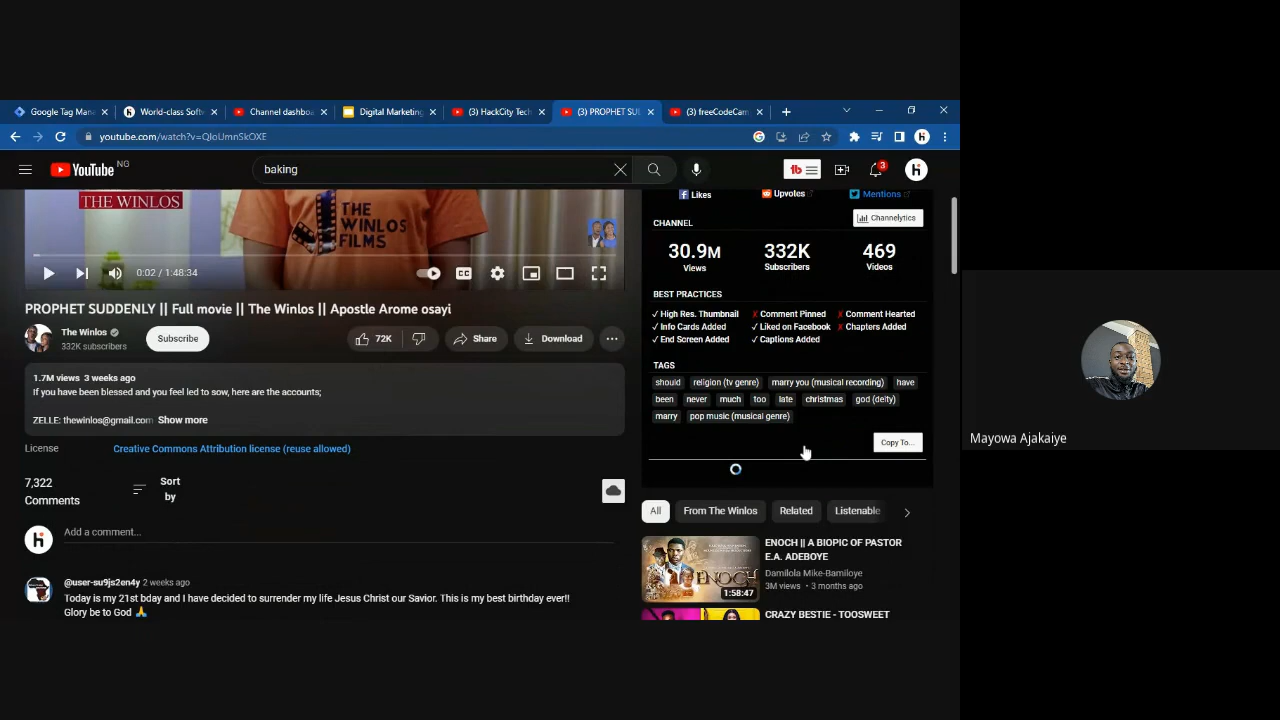 Google Tag Mana
World-class Softw
Channel dashboa
Digital Marketing
(3) HackCity Tech
(3) PROPHET SUD
(3) freeCodeCam
youtube.com/watch?v=QIoUmnSkOXE
YouTube NG
baking
3
THE WINLOS
THE WINLOS FILMS
0:02 / 1:48:34
PROPHET SUDDENLY || Full movie || The Winlos || Apostle Arome osayi
The Winlos
332K subscribers
Subscribe
72K
Share
Download
1.7M views 3 weeks ago
If you have been blessed and you feel led to sow, here are the accounts;
ZELLE: thewinlos@gmail.com Show more
License
Creative Commons Attribution license (reuse allowed)
7,322 Comments
Sort by
Add a comment...
@user-su9js2en4y 2 weeks ago
Today is my 21st bday and I have decided to surrender my life Jesus Christ our Savior. This is my best birthday ever!!
Glory be to God 🙏
Likes
Upvotes
Mentions
CHANNEL
Channelytics
30.9M
332K
469
Views
Subscribers
Videos
BEST PRACTICES
✓ High Res. Thumbnail
✗ Comment Pinned
✗ Comment Hearted
✓ Info Cards Added
✓ Liked on Facebook
✗ Chapters Added
✓ End Screen Added
✓ Captions Added
TAGS
should
religion (tv genre)
marry you (musical recording)
have
been
never
much
too
late
christmas
god (deity)
marry
pop music (musical genre)
Copy To...
All
From The Winlos
Related
Listenable
ENOCH
1:58:47
ENOCH || A BIOPIC OF PASTOR
E.A. ADEBOYE
Damilola Mike-Bamiloye
3M views • 3 months ago
CRAZY BESTIE - TOOSWEET
Mayowa Ajakaiye